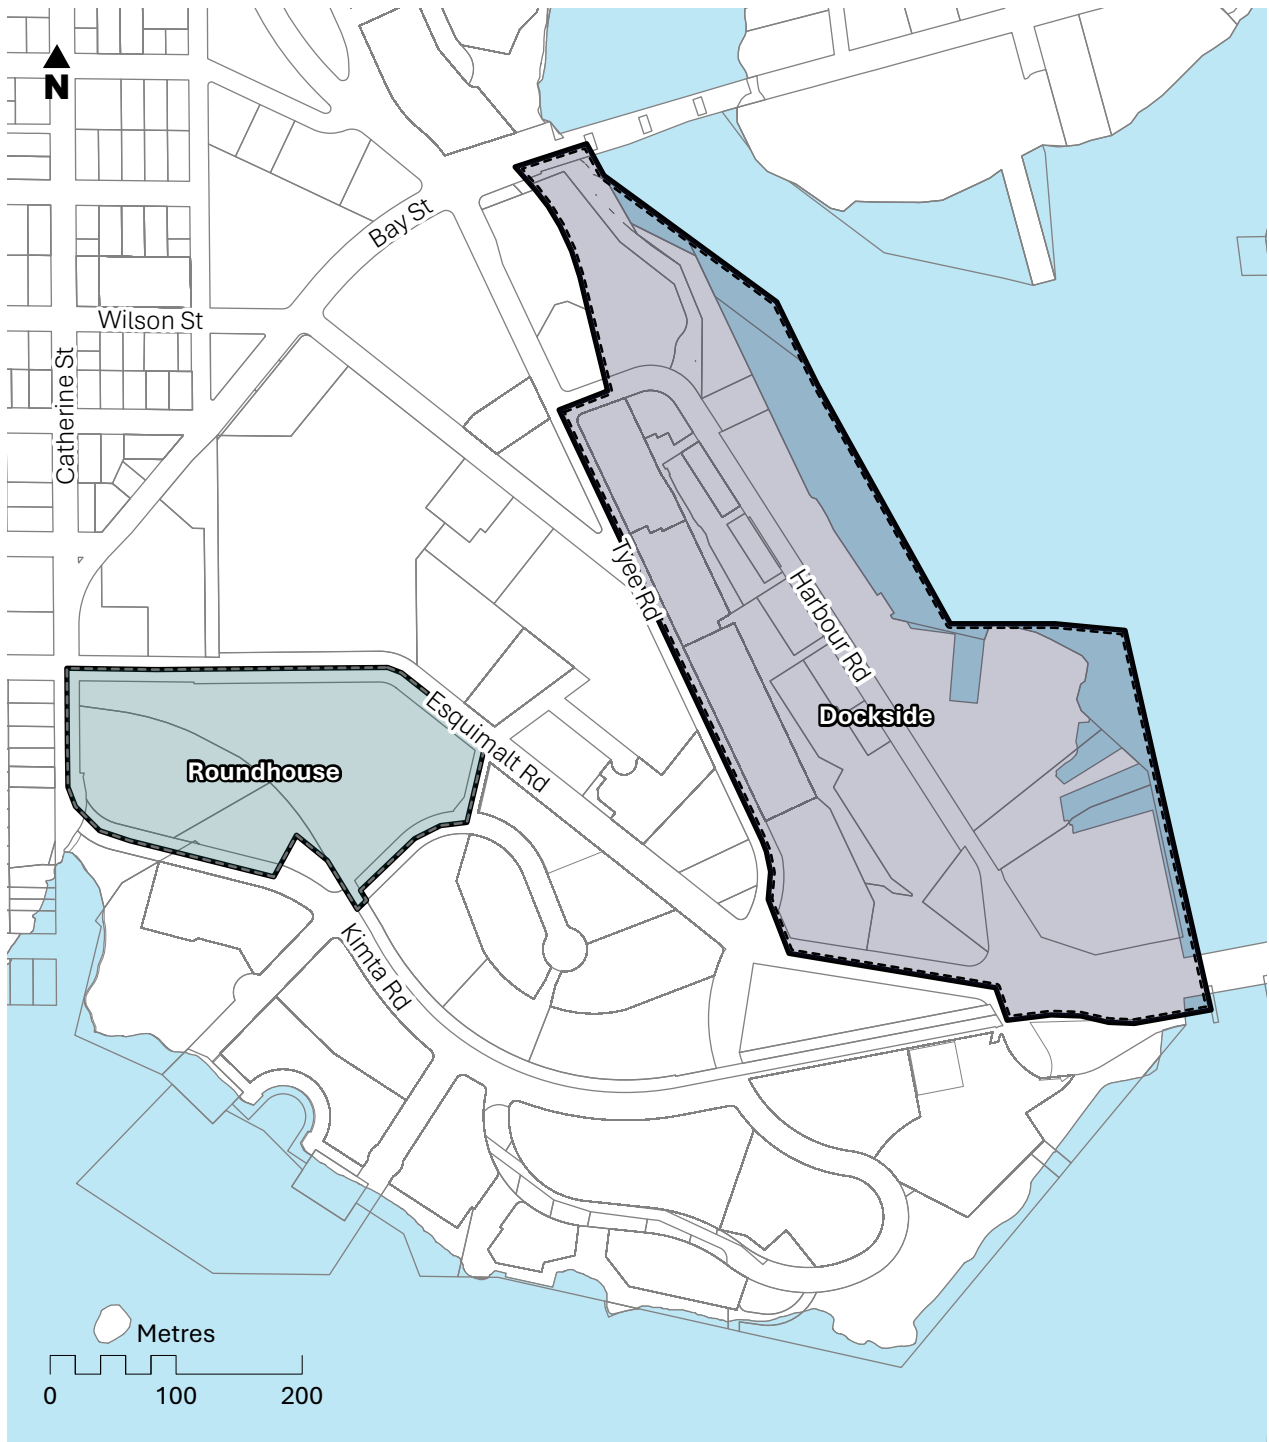 N
Bay St
Wilson St
Catherine St
Tyee Rd
Harbour Rd
Dockside
Esquimalt Rd
Roundhouse
Kimta Rd
Metres
0 100 200